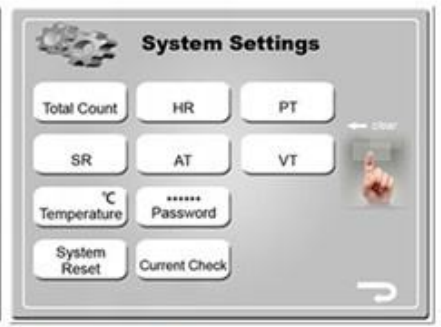 System Settings
Total Count
HR
PT
← clear
SR
AT
VT
℃
Temperature
******
Password
System
Reset
Current Check